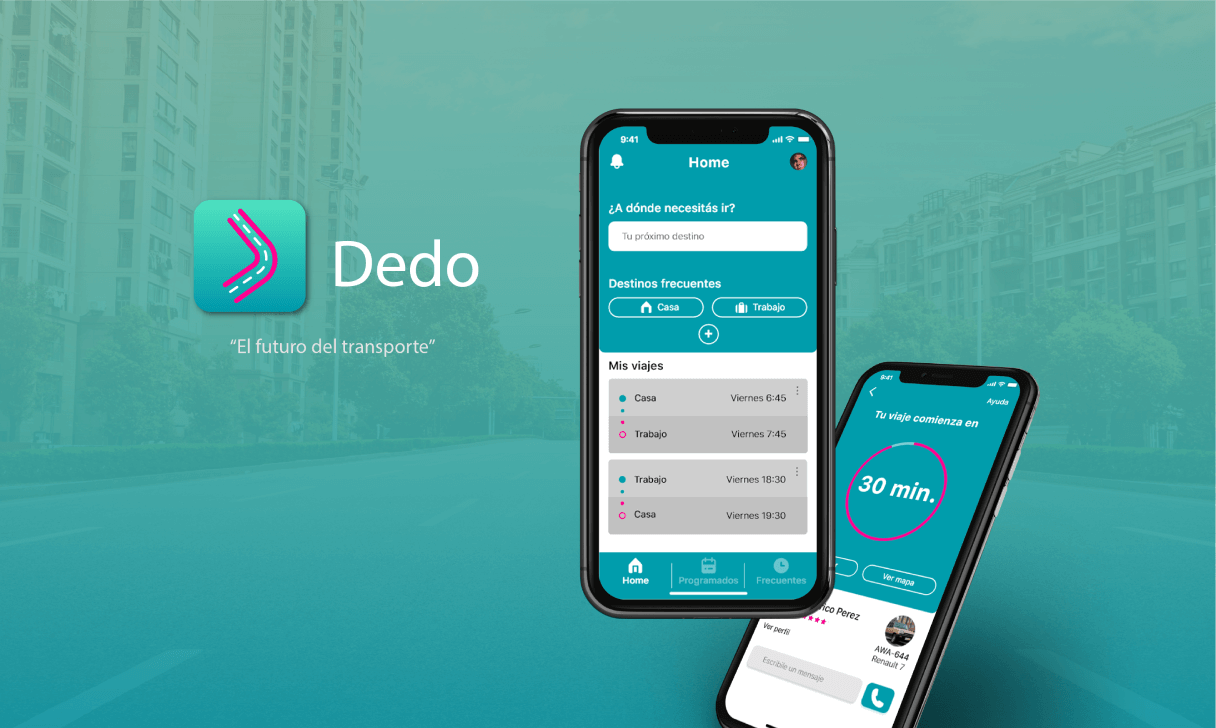 Dedo
“El futuro del transporte”
9:41
Home
¿A dónde necesitás ir?
Tu próximo destino
Destinos frecuentes
Casa
Trabajo
Mis viajes
Casa
Viernes 6:45
Trabajo
Viernes 7:45
Trabajo
Viernes 18:30
Casa
Viernes 19:30
Home
Programados
Frecuentes
9:41
Ayuda
Tu viaje comienza en
30 min.
Ver mapa
Perez
Ver perfil
AWA-644
Renault 7
Escribile un mensaje